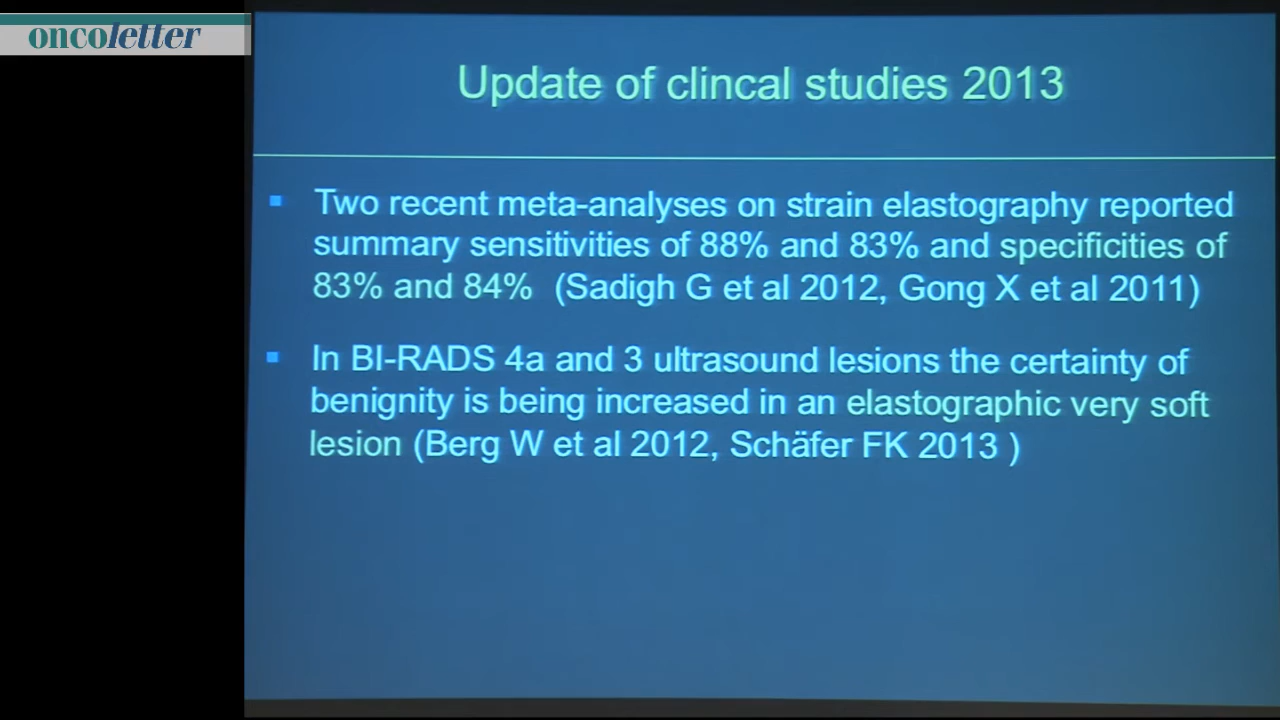 oncoletter
Update of clincal studies 2013
Two recent meta-analyses on strain elastography reported
summary sensitivities of 88% and 83% and specificities of
83% and 84% (Sadigh G et al 2012, Gong X et al 2011)
In BI-RADS 4a and 3 ultrasound lesions the certainty of
benignity is being increased in an elastographic very soft
lesion (Berg W et al 2012, Schäfer FK 2013 )